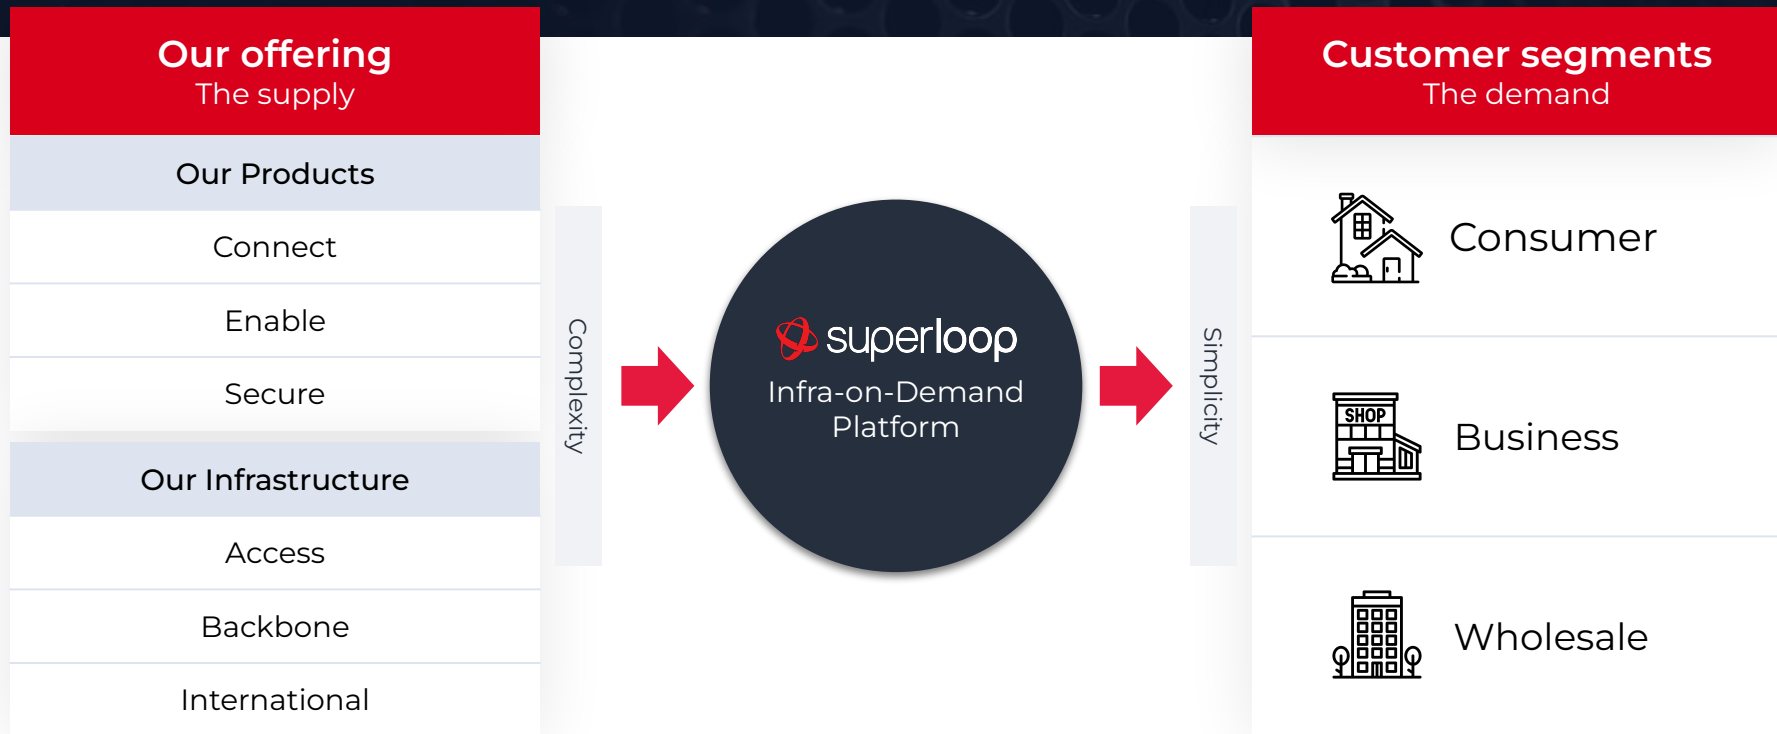 Our offering
The supply
Our Products
Connect
Enable
Secure
Our Infrastructure
Access
Backbone
International
Complexity
superloop
Infra-on-Demand
Platform
Simplicity
Customer segments
The demand
Consumer
SHOP
Business
Wholesale